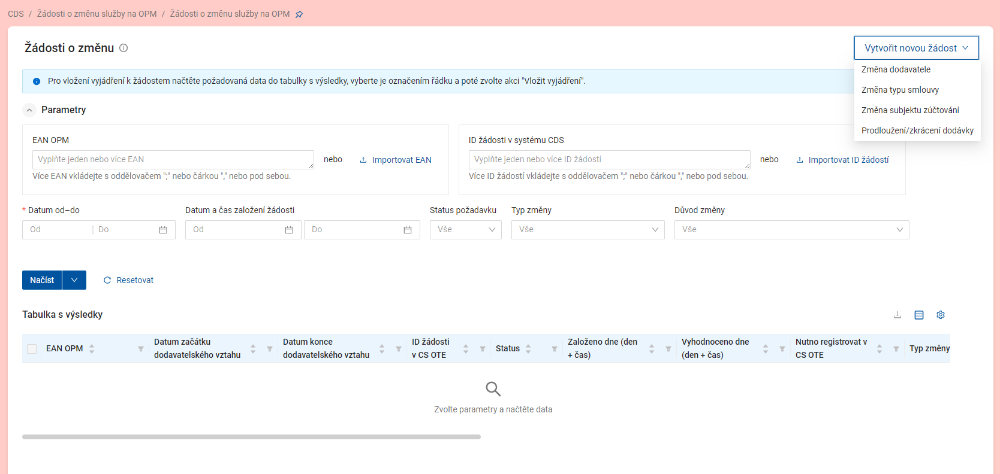 CDS / Žádosti o změnu služby na OPM / Žádosti o změnu služby na OPM
Žádosti o změnu
Vytvořit novou žádost
Změna dodavatele
Změna typu smlouvy
Změna subjektu zúčtování
Prodloužení/zkrácení dodávky
Pro vložení vyjádření k žádostem načtěte požadovaná data do tabulky s výsledky, vyberte je označením řádku a poté zvolte akci "Vložit vyjádření".
Parametry
EAN OPM
Vyplňte jeden nebo více EAN
nebo
Importovat EAN
Více EAN vkládejte s oddělovačem ";" nebo čárkou "," nebo pod sebou.
ID žádosti v systému CDS
Vyplňte jeden nebo více ID žádostí
nebo
Importovat ID žádostí
Více ID žádostí vkládejte s oddělovačem ";" nebo čárkou "," nebo pod sebou.
* Datum od–do
Od
Do
Datum a čas založení žádosti
Od
Do
Status požadavku
Vše
Typ změny
Vše
Důvod změny
Vše
Načíst
Resetovat
Tabulka s výsledky
EAN OPM
Datum začátku
dodavatelského vztahu
Datum konce
dodavatelského vztahu
ID žádosti
v CS OTE
Status
Založeno dne (den
+ čas)
Vyhodnoceno dne
(den + čas)
Nutno registrovat v
CS OTE
Typ změny
Zvolte parametry a načtěte data